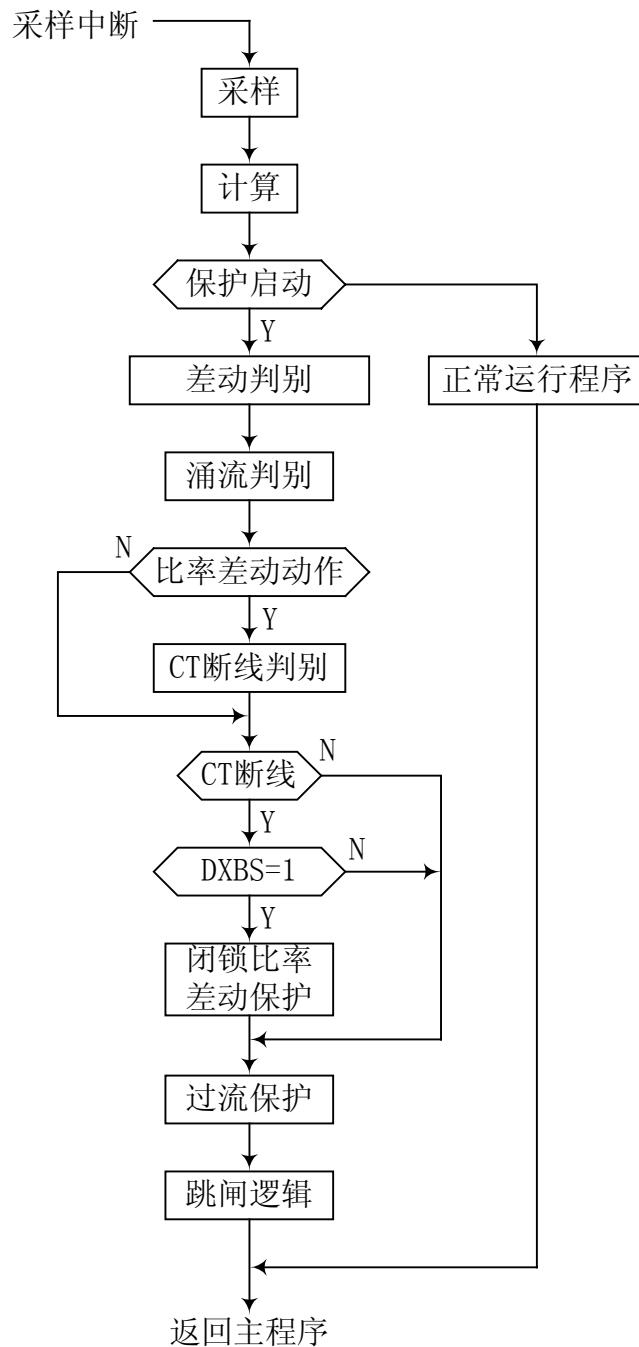 采样中断
采样
计算
保护启动
Y
差动判别
正常运行程序
涌流判别
N
比率差动动作
Y
CT断线判别
N
CT断线
Y
N
DXBS=1
Y
闭锁比率
差动保护
过流保护
跳闸逻辑
返回主程序